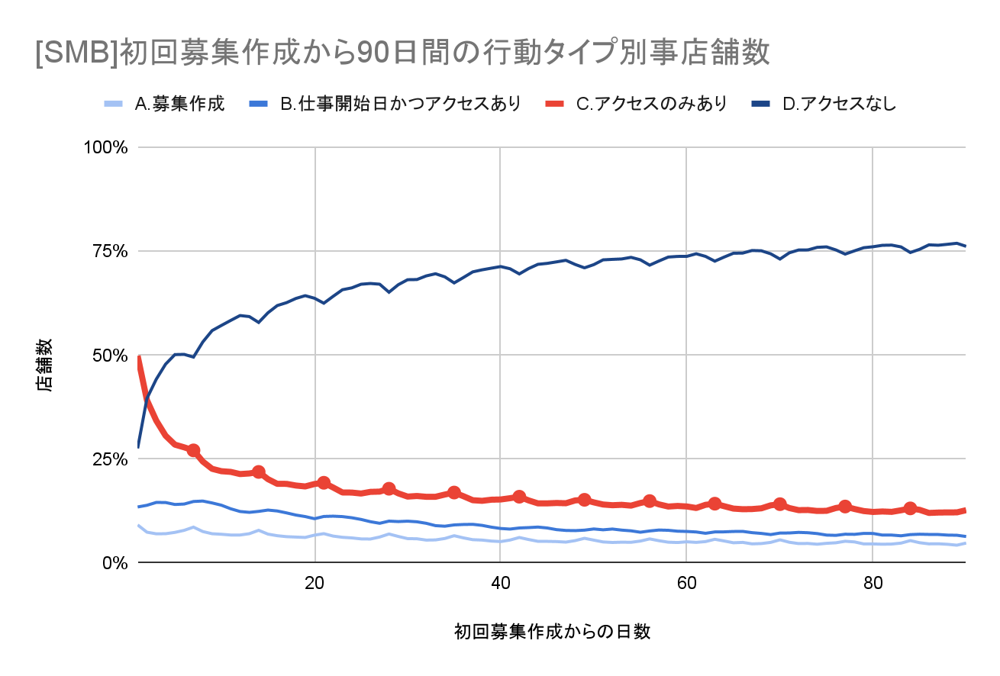 [SMB]初回募集作成から90日間の行動タイプ別事店舗数
A.募集作成
B.仕事開始日かつアクセスあり
C.アクセスのみあり
D.アクセスなし
100%
75%
50%
25%
0%
店舗数
20
40
60
80
初回募集作成からの日数